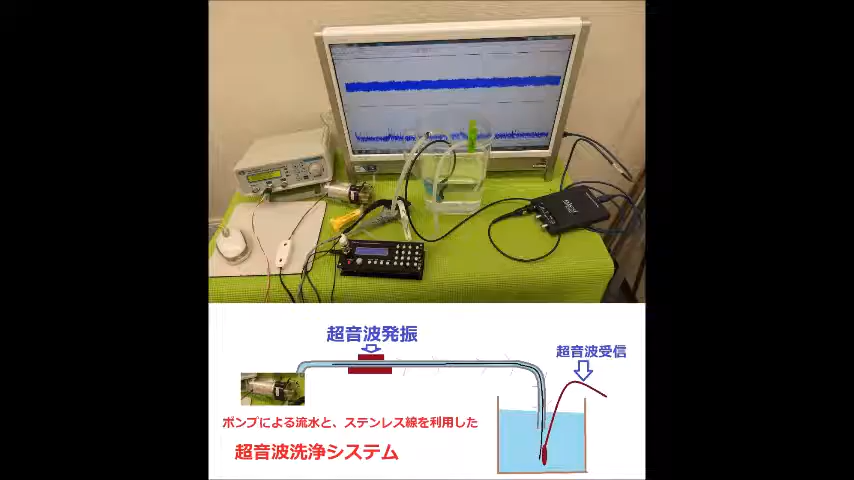 超音波発振
超音波受信
ポンプによる流水と、ステンレス線を利用した
超音波洗浄システム